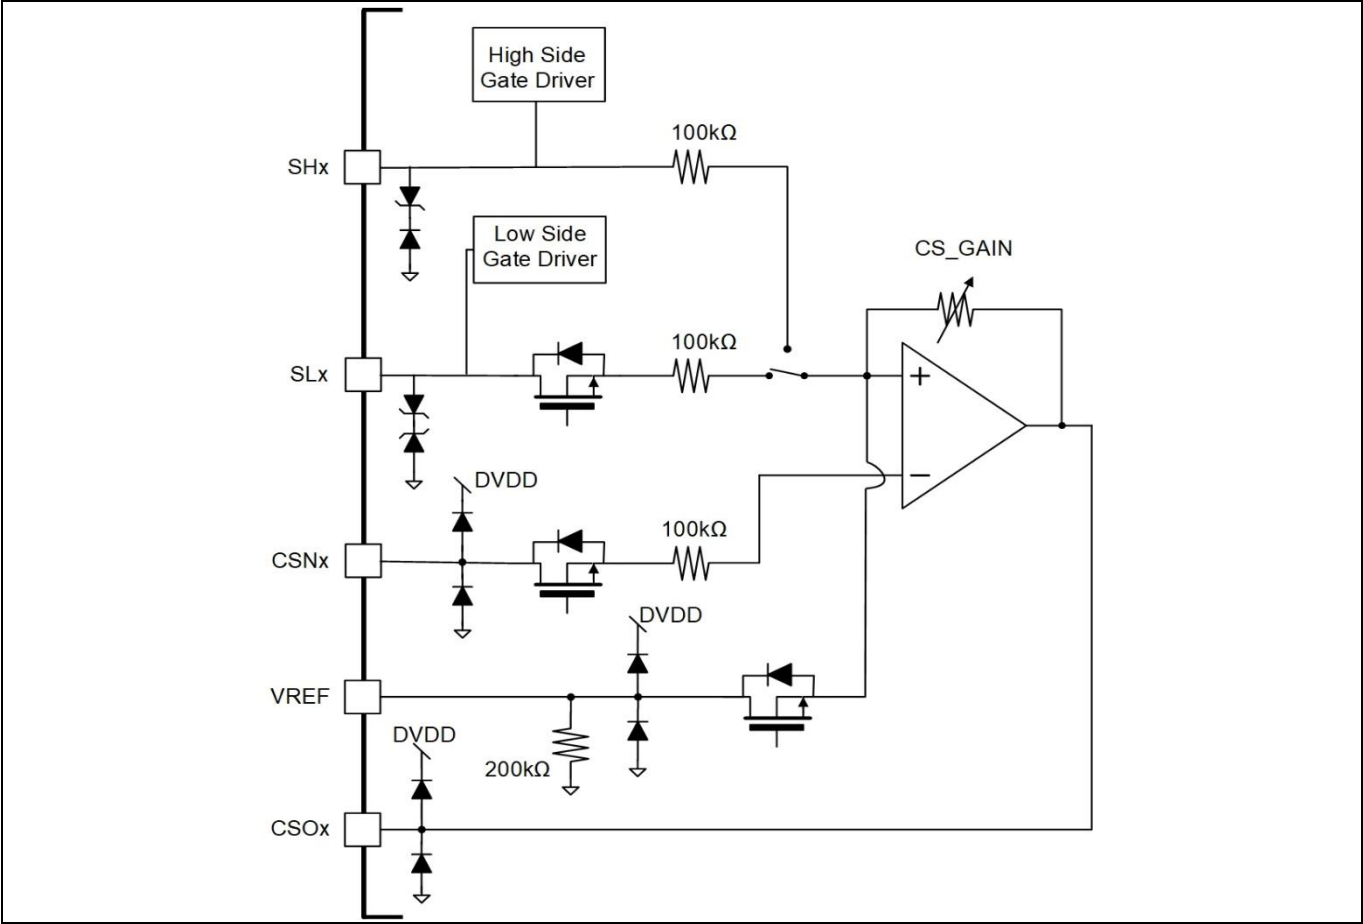 High Side
Gate Driver
100kΩ
SHx
Low Side
Gate Driver
CS_GAIN
100kΩ
SLx
+
−
DVDD
100kΩ
CSNx
DVDD
VREF
DVDD
200kΩ
CSOx